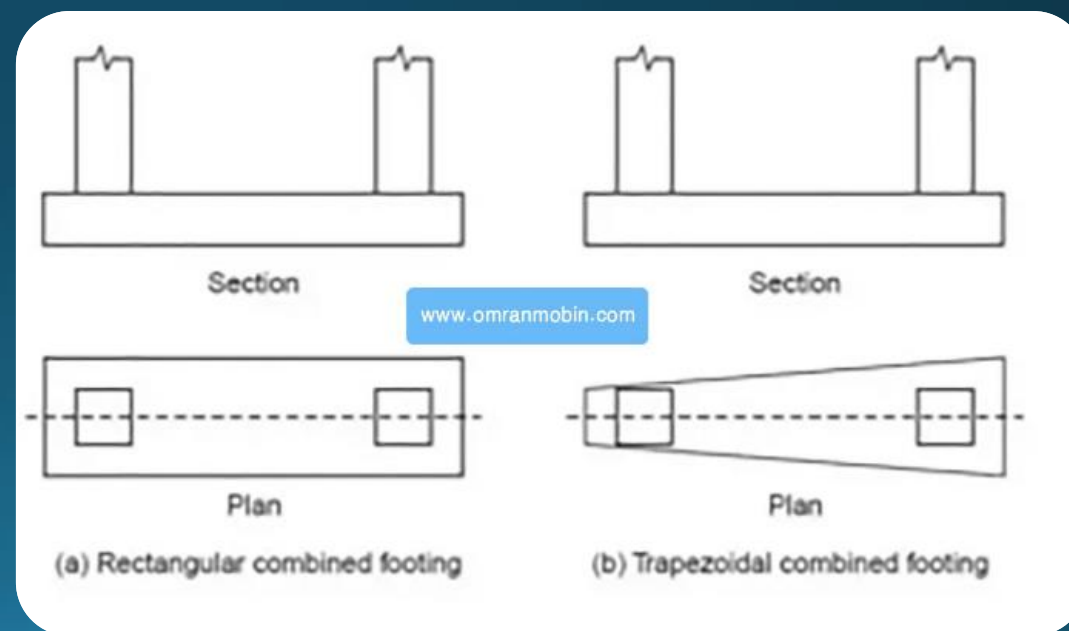 Section
Section
www.omranmobin.com
Plan
Plan
(a) Rectangular combined footing
(b) Trapezoidal combined footing